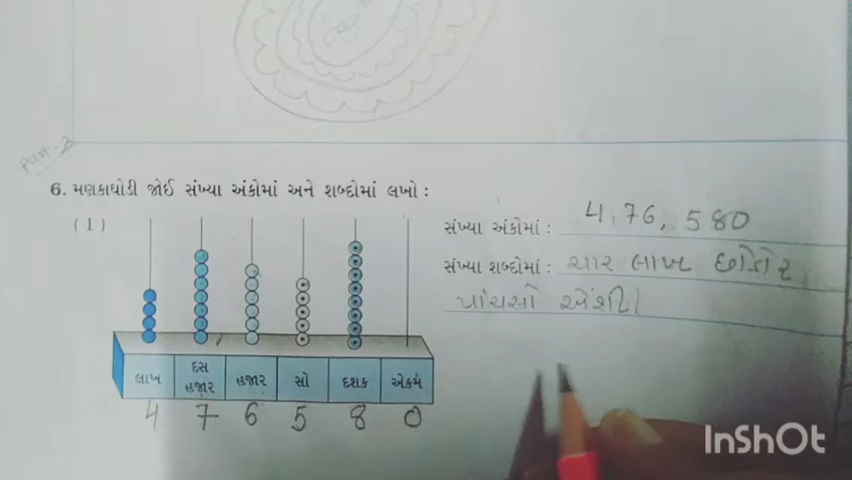 Part-2
6. મણકાઘોડી જોઈ સંખ્યા અંકોમાં અને શબ્દોમાં લખો :
(1)
સંખ્યા અંકોમાં : 4,76,580
સંખ્યા શબ્દોમાં : ચાર લાખ છોતેર
પાંચસો એંશી
લાખ દસ હજાર હજાર સો દશક એકમ
4 7 6 5 8 0
InShOt